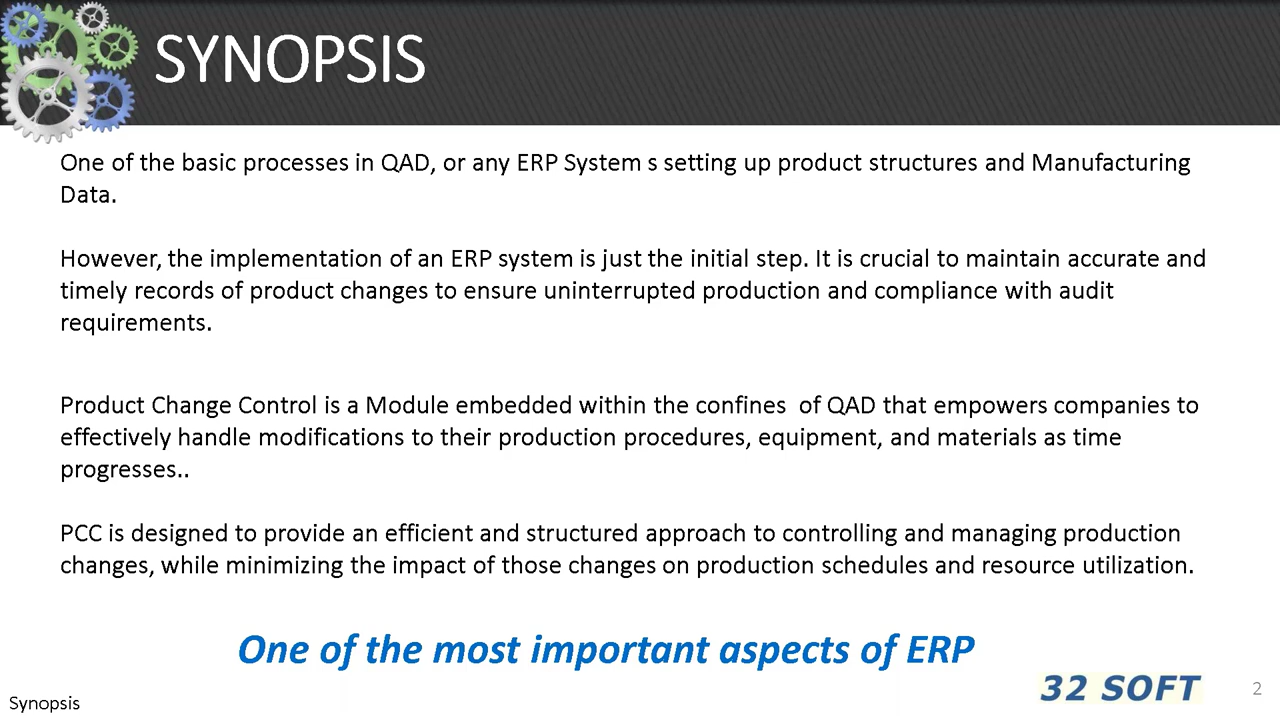 SYNOPSIS
One of the basic processes in QAD, or any ERP System s setting up product structures and Manufacturing
Data.
However, the implementation of an ERP system is just the initial step. It is crucial to maintain accurate and
timely records of product changes to ensure uninterrupted production and compliance with audit
requirements.
Product Change Control is a Module embedded within the confines  of QAD that empowers companies to
effectively handle modifications to their production procedures, equipment, and materials as time
progresses..
PCC is designed to provide an efficient and structured approach to controlling and managing production
changes, while minimizing the impact of those changes on production schedules and resource utilization.
One of the most important aspects of ERP
32 SOFT
2
Synopsis